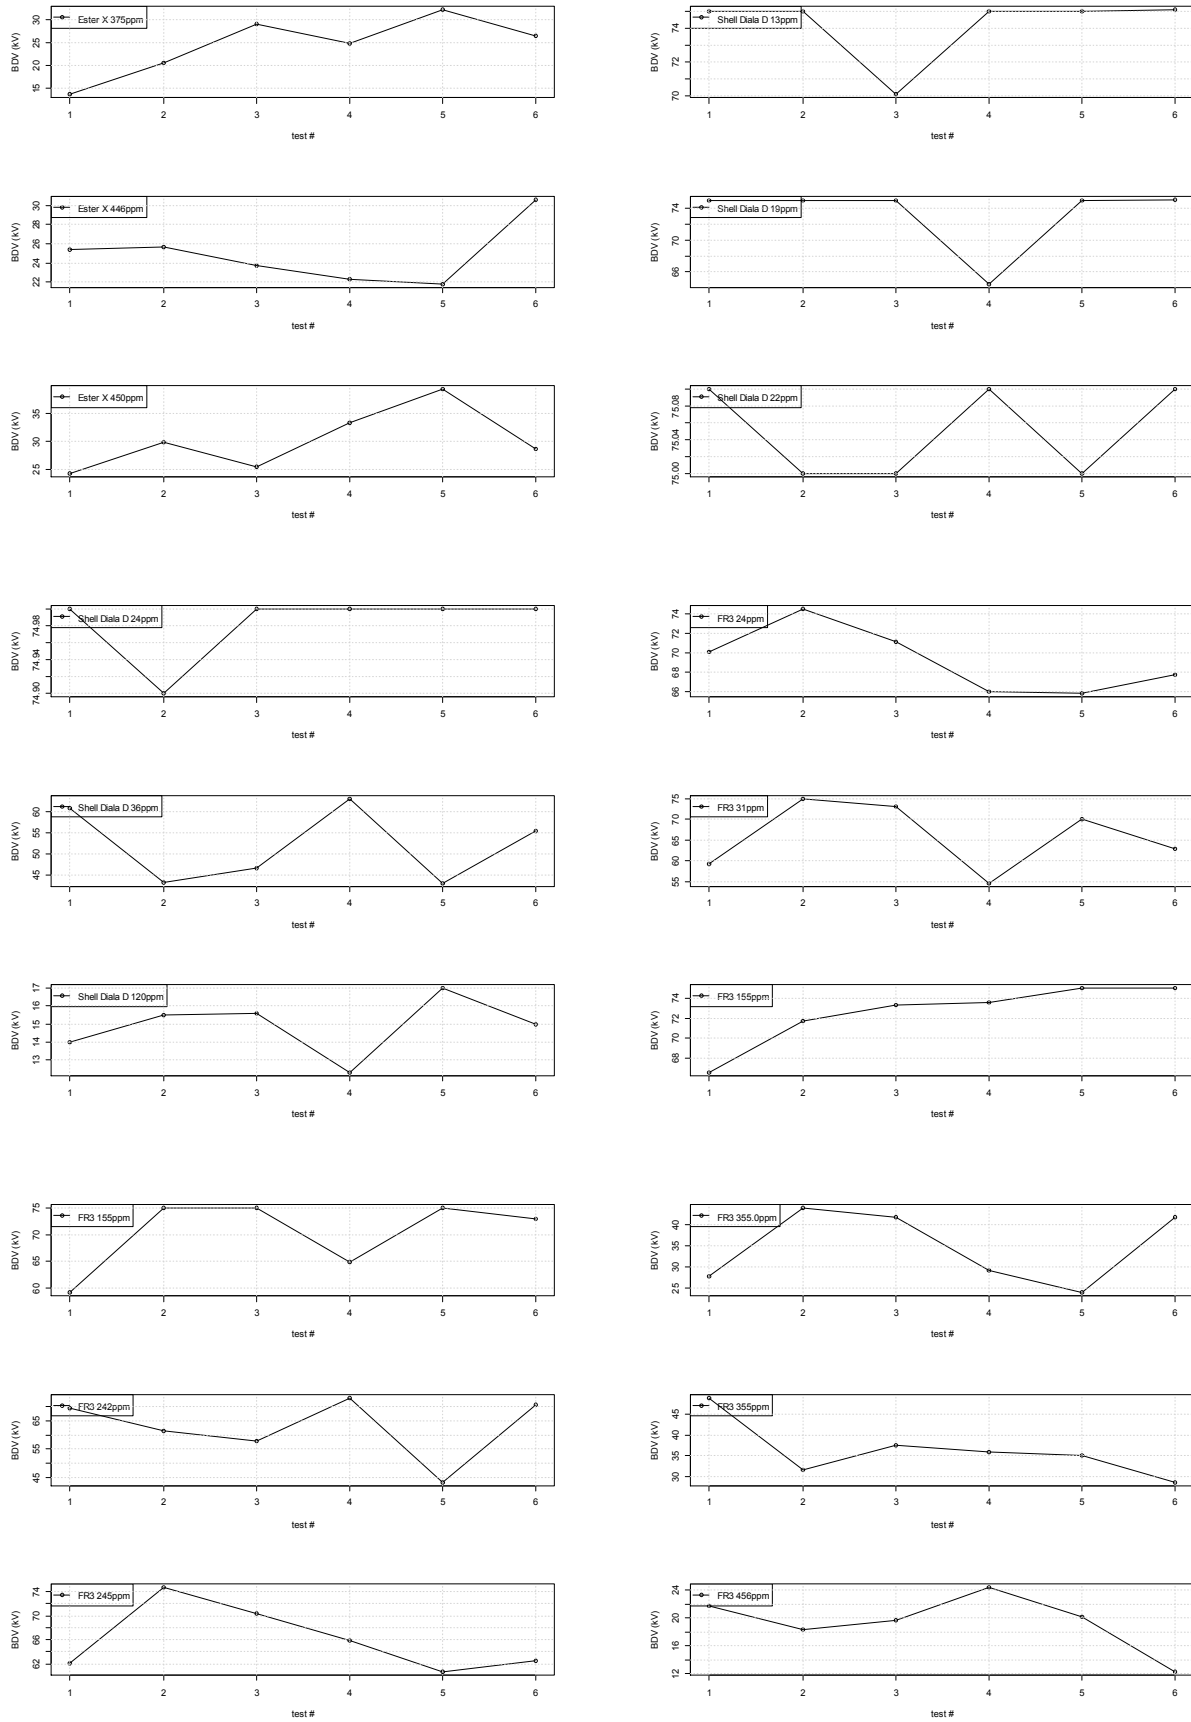 Ester X 375ppm
BDV (kV)
30
25
20
15
1 2 3 4 5 6
test #
Shell Diala D 13ppm
BDV (kV)
74
72
70
1 2 3 4 5 6
test #
Ester X 446ppm
BDV (kV)
30
26
24
22
1 2 3 4 5 6
test #
Shell Diala D 19ppm
BDV (kV)
74
70
66
1 2 3 4 5 6
test #
Ester X 450ppm
BDV (kV)
35
30
25
1 2 3 4 5 6
test #
Shell Diala D 22ppm
BDV (kV)
75.08
75.04
75.00
1 2 3 4 5 6
test #
Shell Diala D 24ppm
BDV (kV)
74.98
74.94
74.90
1 2 3 4 5 6
test #
FR3 24ppm
BDV (kV)
74
72
70
68
66
1 2 3 4 5 6
test #
Shell Diala D 36ppm
BDV (kV)
60
55
50
45
1 2 3 4 5 6
test #
FR3 31ppm
BDV (kV)
75
70
65
60
55
1 2 3 4 5 6
test #
Shell Diala D 120ppm
BDV (kV)
17
16
15
14
13
1 2 3 4 5 6
test #
FR3 155ppm
BDV (kV)
74
72
70
68
1 2 3 4 5 6
test #
FR3 155ppm
BDV (kV)
75
70
65
60
1 2 3 4 5 6
test #
FR3 355.0ppm
BDV (kV)
40
35
30
25
1 2 3 4 5 6
test #
FR3 242ppm
BDV (kV)
65
55
45
1 2 3 4 5 6
test #
FR3 355ppm
BDV (kV)
45
40
35
30
1 2 3 4 5 6
test #
FR3 245ppm
BDV (kV)
74
70
66
62
1 2 3 4 5 6
test #
FR3 456ppm
BDV (kV)
24
20
16
12
1 2 3 4 5 6
test #